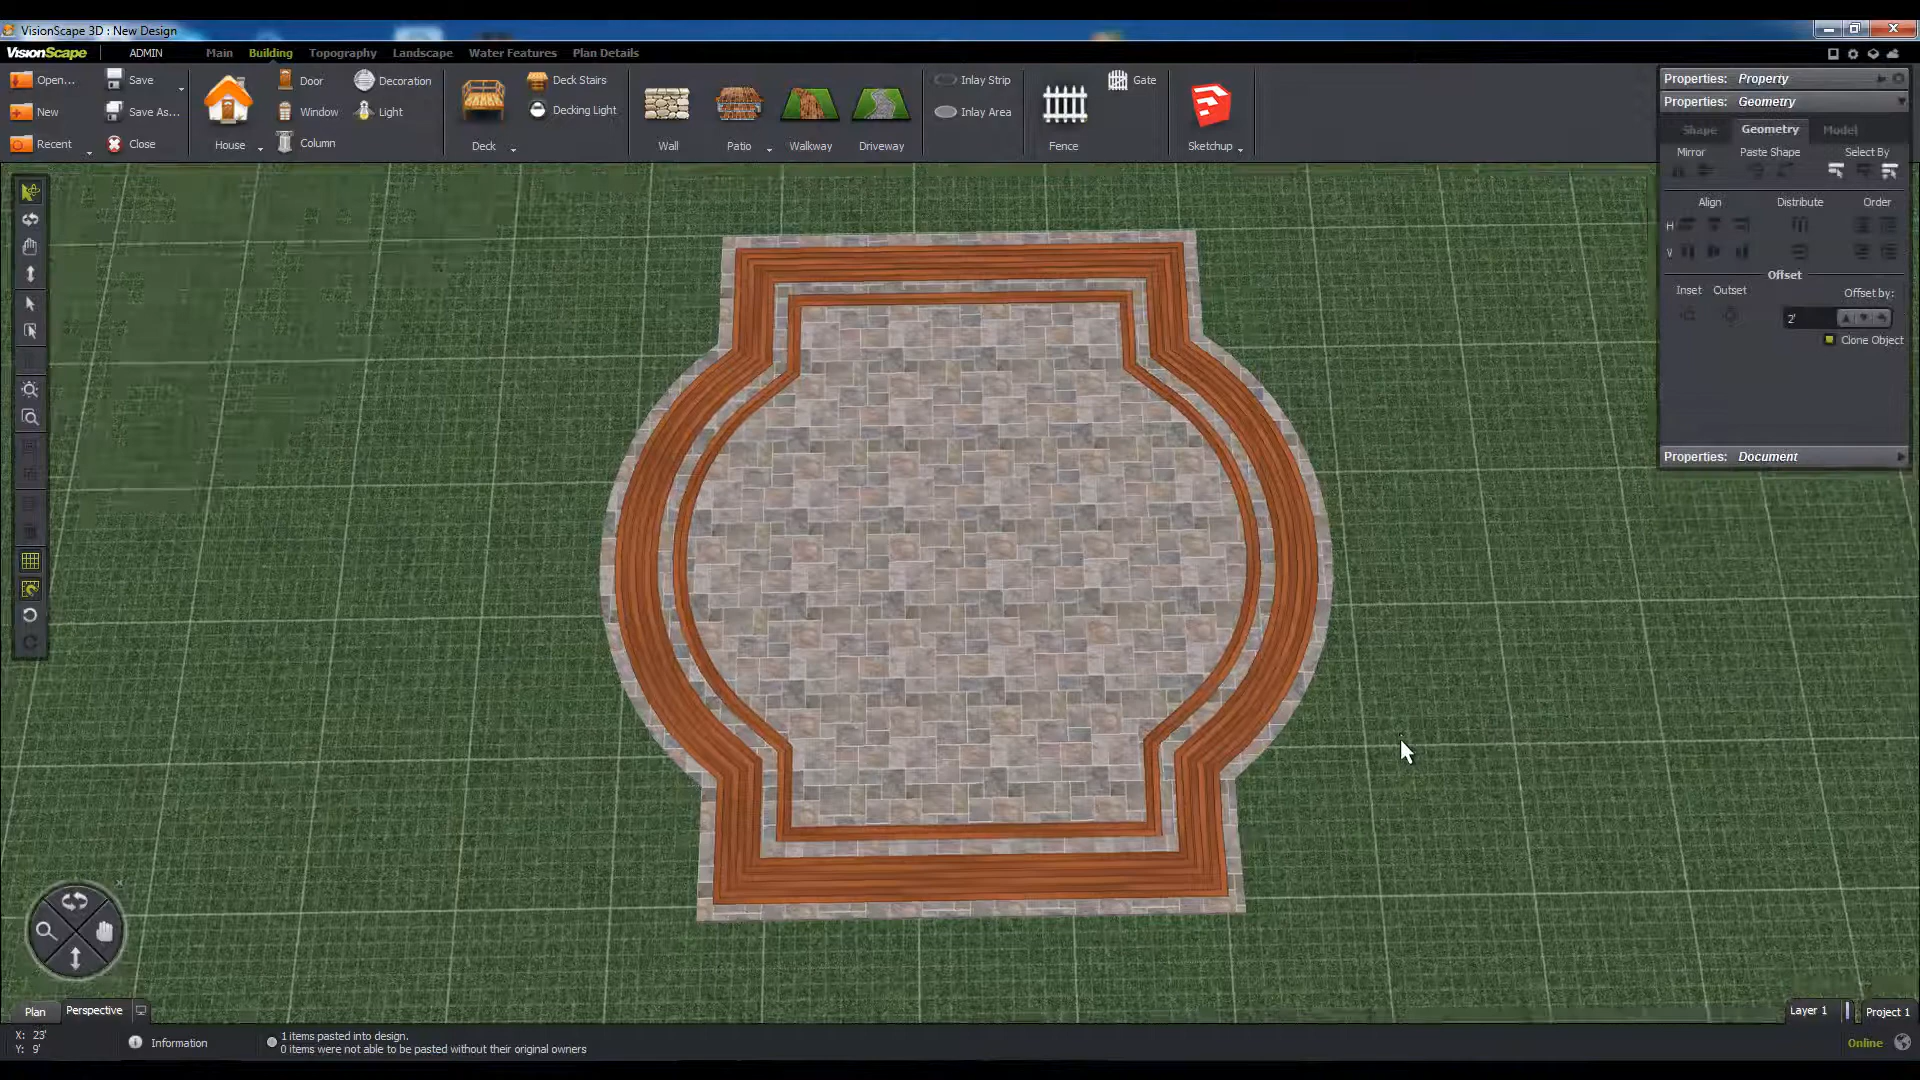 VisionScape 3D : New Design
VisionScape ADMIN Main Building Topography Landscape Water Features Plan Details
Open... Save Door Decoration Deck Stairs Inlay Strip Gate
New Save As... Window Light Decking Light Inlay Area
Recent Close House Column Deck Wall Patio Walkway Driveway Fence Sketchup
Properties: Property
Properties: Geometry
Shape Geometry Model
Mirror Paste Shape Select By
Align Distribute Order
H
V
Offset
Inset Outset Offset by:
2'
Clone Object
Properties: Document
Plan Perspective
Layer 1 Project 1
X: 23'
Y: 9'
Information
1 items pasted into design.
0 items were not able to be pasted without their original owners
Online